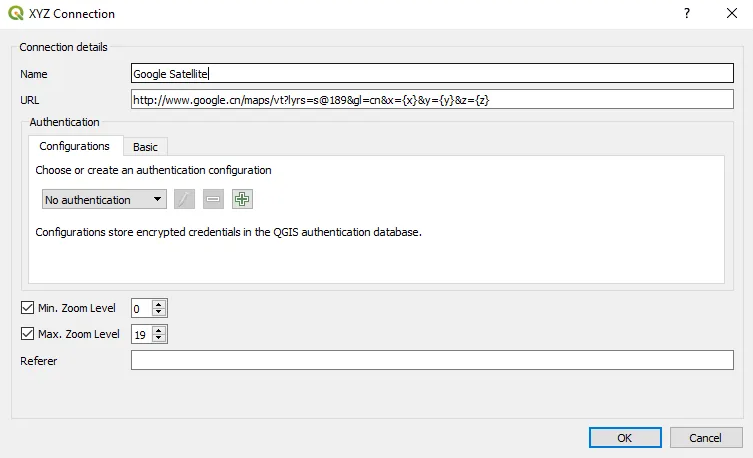 XYZ Connection
Connection details
Name Google Satellite
URL http://www.google.cn/maps/vt?lyrs=s@189&gl=cn&x={x}&y={y}&z={z}
Authentication
Configurations Basic
Choose or create an authentication configuration
No authentication
Configurations store encrypted credentials in the QGIS authentication database.
Min. Zoom Level 0
Max. Zoom Level 19
Referer
OK Cancel